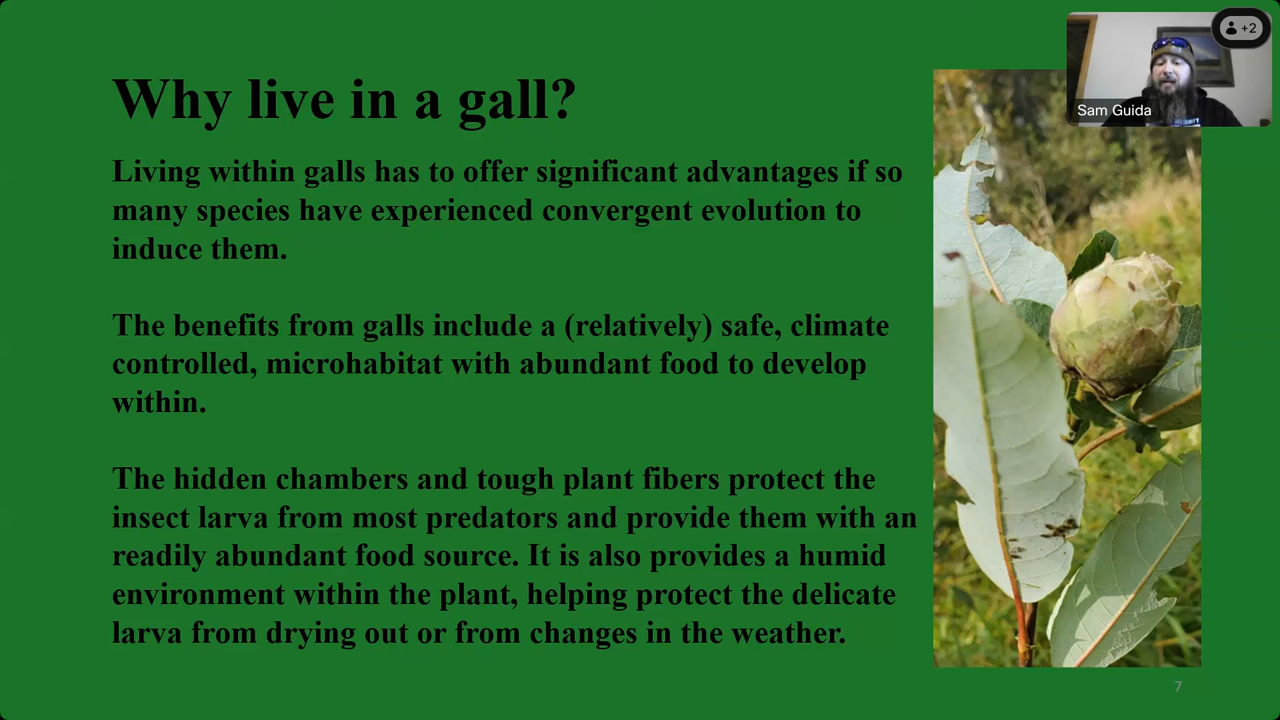 +2
Sam Guida
Why live in a gall?
Living within galls has to offer significant advantages if so
many species have experienced convergent evolution to
induce them.
The benefits from galls include a (relatively) safe, climate
controlled, microhabitat with abundant food to develop
within.
The hidden chambers and tough plant fibers protect the
insect larva from most predators and provide them with an
readily abundant food source. It is also provides a humid
environment within the plant, helping protect the delicate
larva from drying out or from changes in the weather.
7